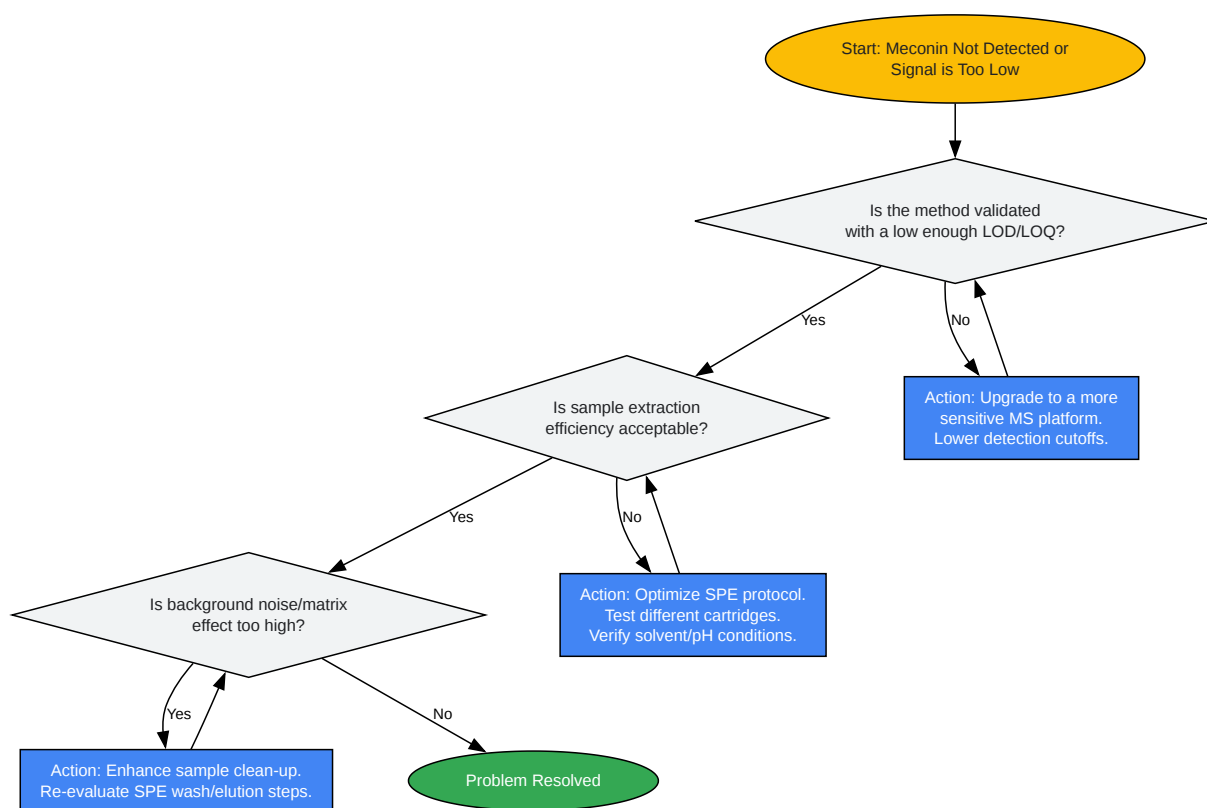 Start: Meconin Not Detected or
Signal is Too Low
Is the method validated
with a low enough LOD/LOQ?
Yes
No
Is sample extraction
efficiency acceptable?
Action: Upgrade to a more
sensitive MS platform.
Lower detection cutoffs.
Yes
No
Is background noise/matrix
effect too high?
Action: Optimize SPE protocol.
Test different cartridges.
Verify solvent/pH conditions.
Yes
No
Action: Enhance sample clean-up.
Re-evaluate SPE wash/elution steps.
Problem Resolved